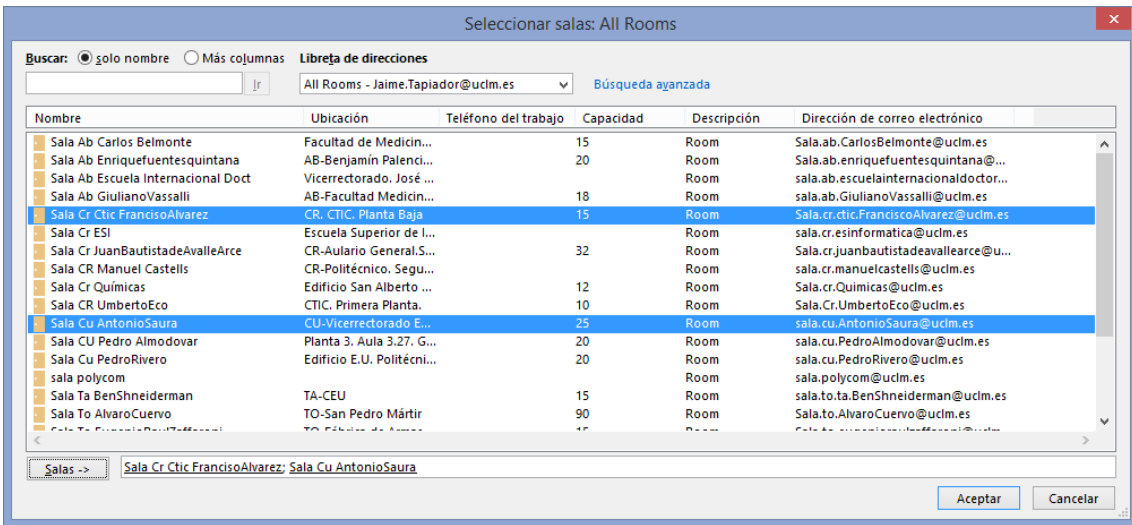 Seleccionar salas: All Rooms
Buscar: solo nombre Más columnas Libreta de direcciones
Ir All Rooms - Jaime.Tapiador@uclm.es Búsqueda avanzada
Nombre Ubicación Teléfono del trabajo Capacidad Descripción Dirección de correo electrónico
Sala Ab Carlos Belmonte Facultad de Medicin... 15 Room Sala.ab.CarlosBelmonte@uclm.es
Sala Ab Enriquefuentesquintana AB-Benjamín Palenci... 20 Room Sala.ab.enriquefuentesquintana@...
Sala Ab Escuela Internacional Doct Vicerrectorado. José ... Room sala.ab.escuelainternacionaldoctor...
Sala Ab GiulianoVassalli AB-Facultad Medicin... 18 Room sala.ab.GiulianoVassalli@uclm.es
Sala Cr Ctic FrancisoAlvarez CR. CTIC. Planta Baja 15 Room Sala.cr.ctic.FranciscoAlvarez@uclm.es
Sala Cr ESI Escuela Superior de I... Room sala.cr.esinformatica@uclm.es
Sala Cr JuanBautistadeAvalleArce CR-Aulario General.S... 32 Room Sala.cr.juanbautistadeavallearce@u...
Sala CR Manuel Castells CR-Politécnico. Segu... Room sala.cr.manuelcastells@uclm.es
Sala Cr Químicas Edificio San Alberto ... 12 Room Sala.cr.Quimicas@uclm.es
Sala CR UmbertoEco CTIC. Primera Planta. 10 Room Sala.Cr.UmbertoEco@uclm.es
Sala Cu AntonioSaura CU-Vicerrectorado E... 25 Room sala.cu.AntonioSaura@uclm.es
Sala CU Pedro Almodovar Planta 3. Aula 3.27. G... 20 Room sala.cu.PedroAlmodovar@uclm.es
Sala Cu PedroRivero Edificio E.U. Politécni... 20 Room sala.cu.PedroRivero@uclm.es
sala polycom Room sala.polycom@uclm.es
Sala Ta BenShneiderman TA-CEU 15 Room sala.to.ta.BenShneiderman@uclm.es
Sala To AlvaroCuervo TO-San Pedro Mártir 90 Room Sala.to.AlvaroCuervo@uclm.es
Sala To EugenioRaulZaffaroni TO-Fábrica de Armas 15 Room
Salas -> Sala Cr Ctic FrancisoAlvarez; Sala Cu AntonioSaura
Aceptar Cancelar